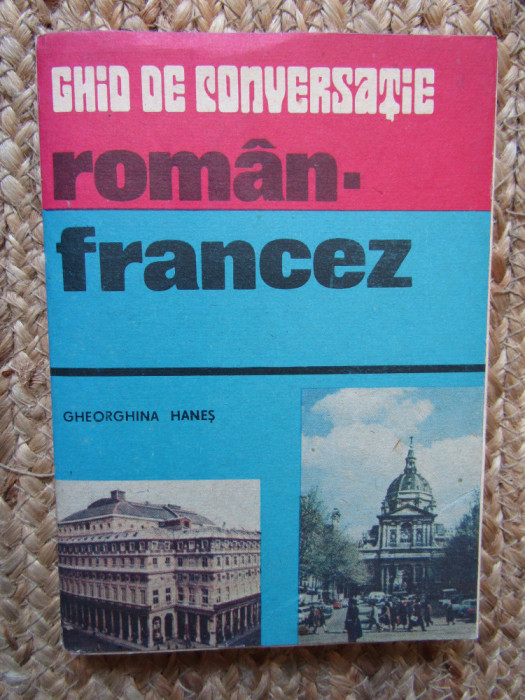 GHID DE CONVERSAȚIE
român-
francez
GHEORGHINA HANEȘ